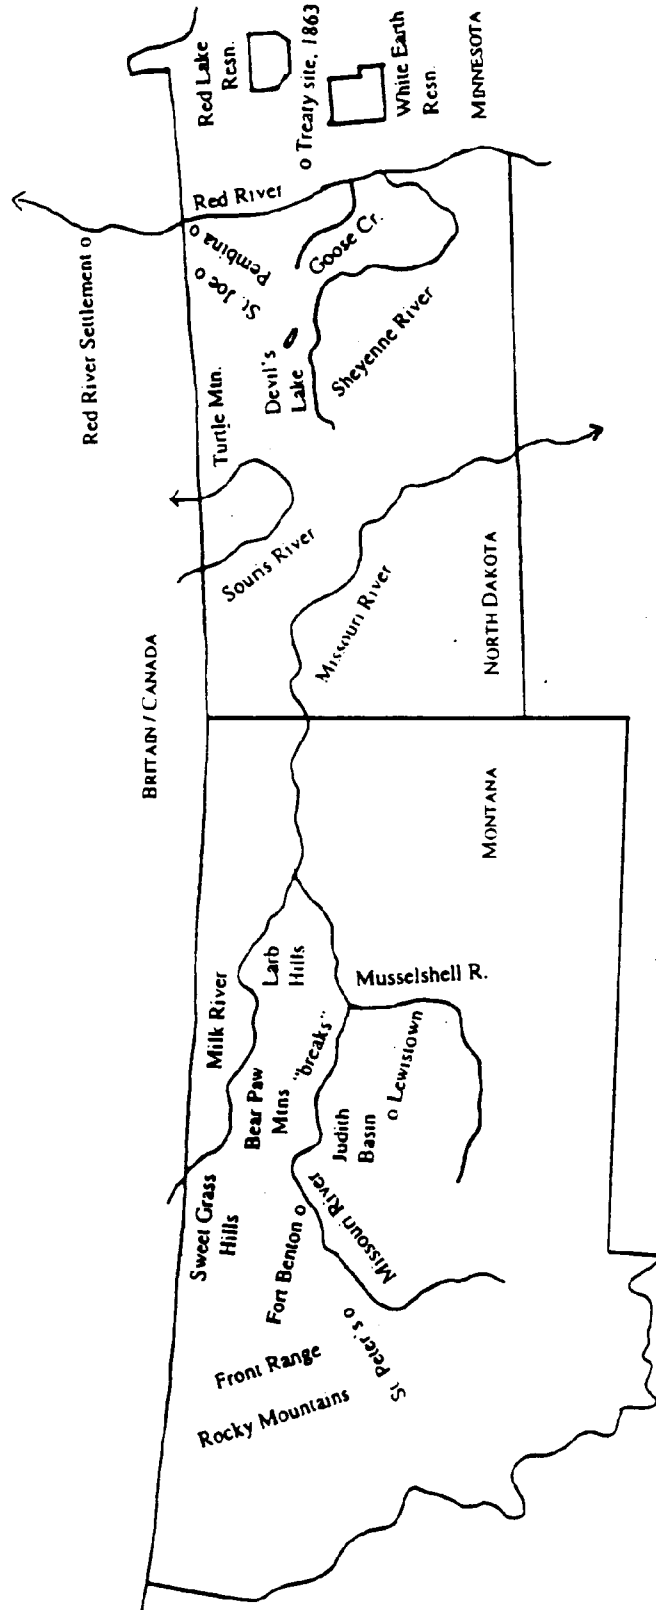 BRITAIN / CANADA
Red River Settlement
Rocky Mountains
Front Range
St Peter's
Fort Benton
Missouri River
Sweet Grass
Hills
Milk River
Bear Paw
Mtns
"breaks"
Judith
Basin
Lewistown
Larb
Hills
Musselshell R.
MONTANA
Souris River
Missouri River
NORTH DAKOTA
Turtle Mtn.
Devil's
Lake
Sheyenne River
St. Joe
Pembina
Goose Cr.
Red River
Red Lake
Resn.
Treaty site, 1863
White Earth
Resn.
MINNESOTA